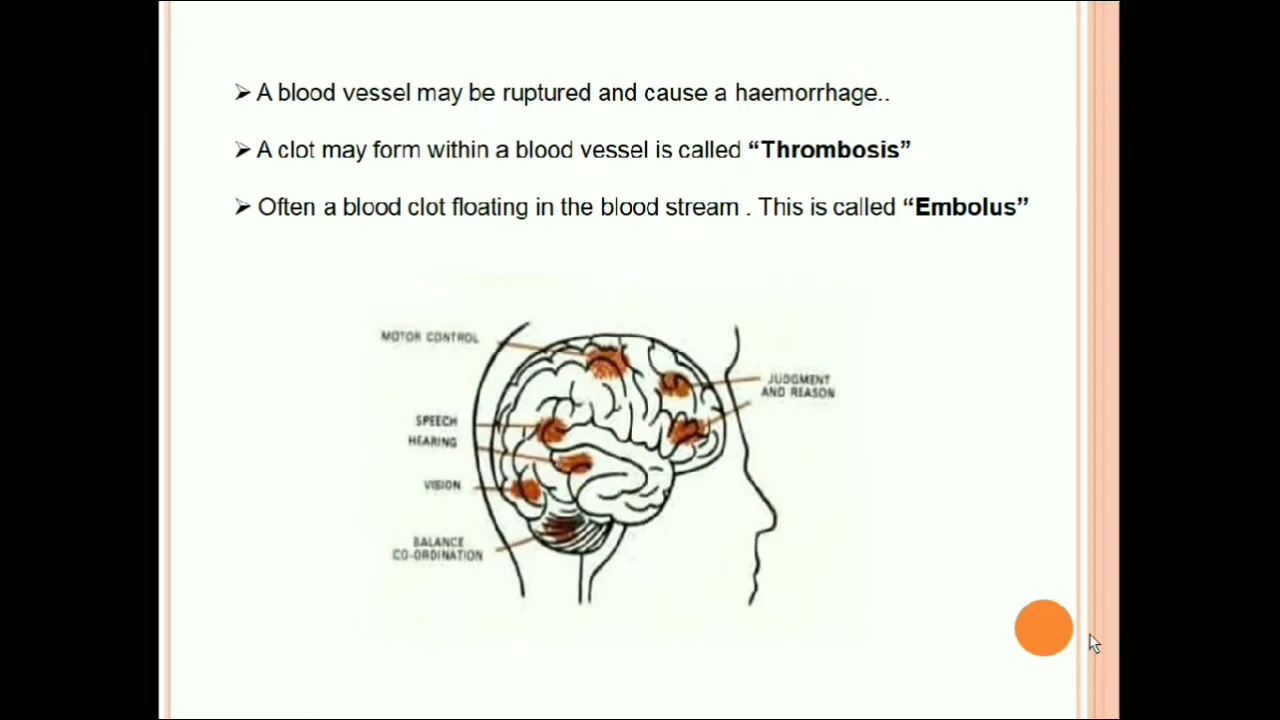 A blood vessel may be ruptured and cause a haemorrhage..
A clot may form within a blood vessel is called “Thrombosis”
Often a blood clot floating in the blood stream . This is called “Embolus”
MOTOR CONTROL
JUDGMENT
AND REASON
SPEECH
HEARING
VISION
BALANCE
CO-ORDINATION